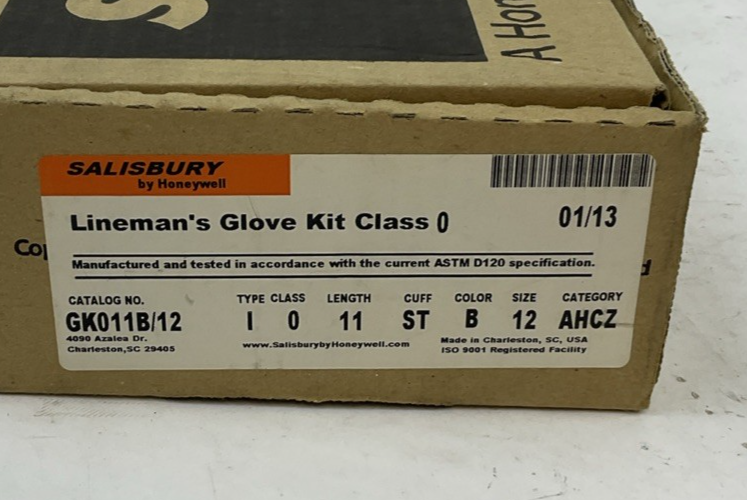 A Hon
SALISBURY
by Honeywell
Lineman's Glove Kit Class 0 01/13
Manufactured and tested in accordance with the current ASTM D120 specification.
CATALOG NO. TYPE CLASS LENGTH CUFF COLOR SIZE CATEGORY
GK011B/12 I 0 11 ST B 12 AHCZ
4090 Azalea Dr.
Charleston,SC 29405
www.SalisburybyHoneywell.com
Made in Charleston, SC, USA
ISO 9001 Registered Facility